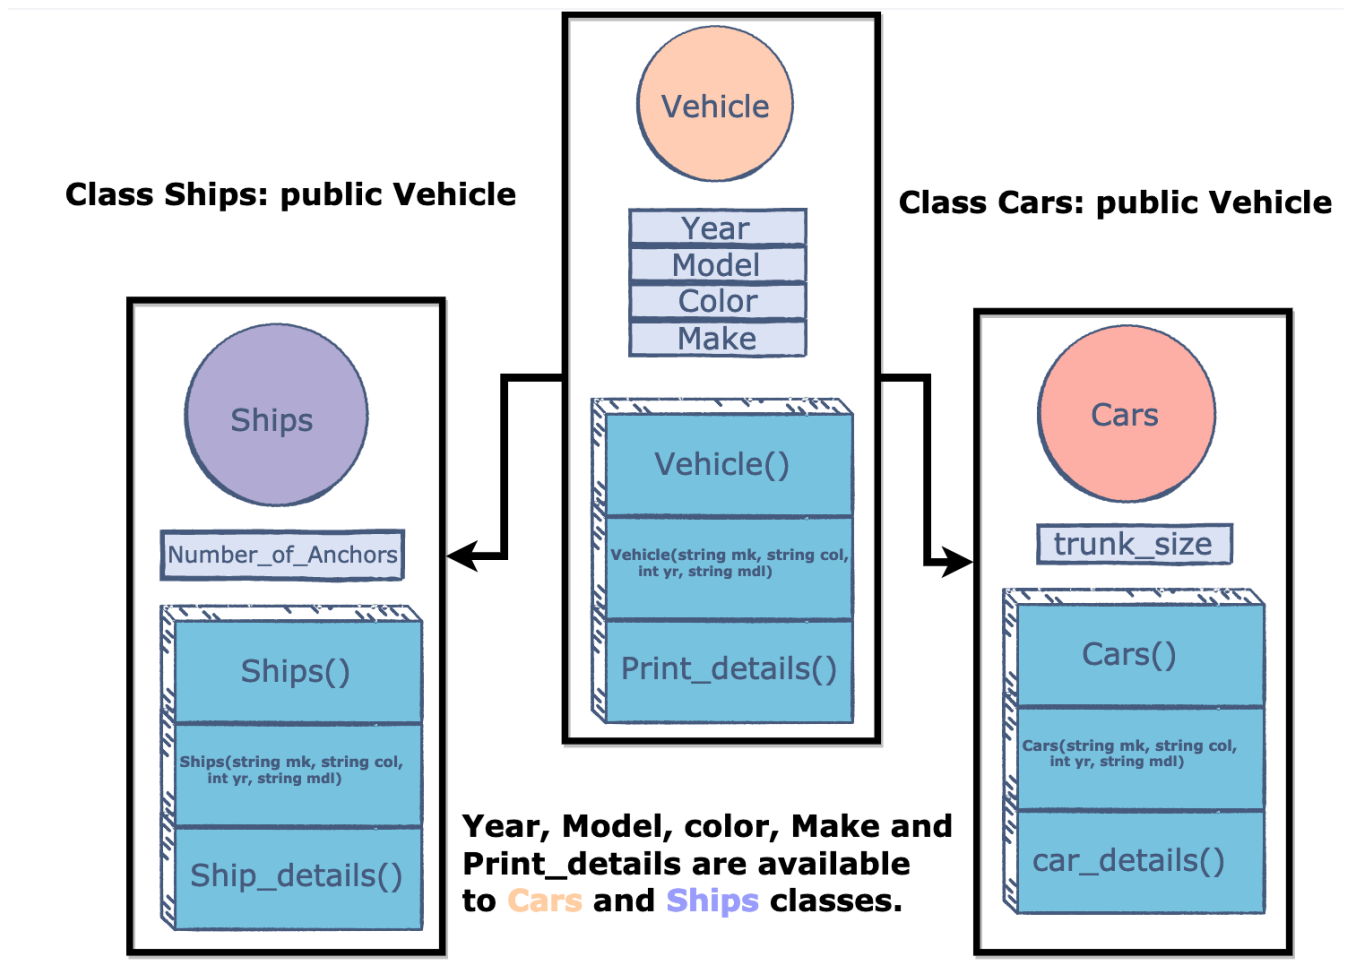 Vehicle
Class Ships: public Vehicle
Class Cars: public Vehicle
Year
Model
Color
Make
Vehicle()
Vehicle(string mk, string col,
int yr, string mdl)
Print_details()
Ships
Number_of_Anchors
Ships()
Ships(string mk, string col,
int yr, string mdl)
Ship_details()
Cars
trunk_size
Cars()
Cars(string mk, string col,
int yr, string mdl)
car_details()
Year, Model, color, Make and
Print_details are available
to Cars and Ships classes.